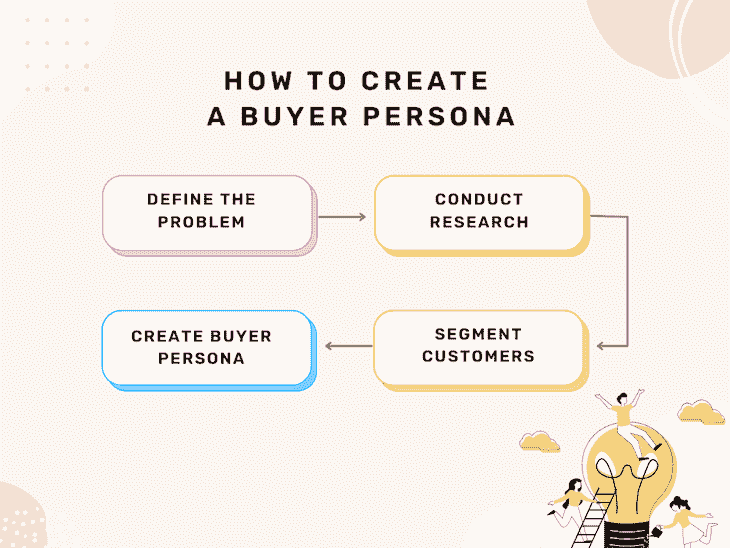 HOW TO CREATE
A BUYER PERSONA
DEFINE THE
PROBLEM
CONDUCT
RESEARCH
SEGMENT
CUSTOMERS
CREATE BUYER
PERSONA